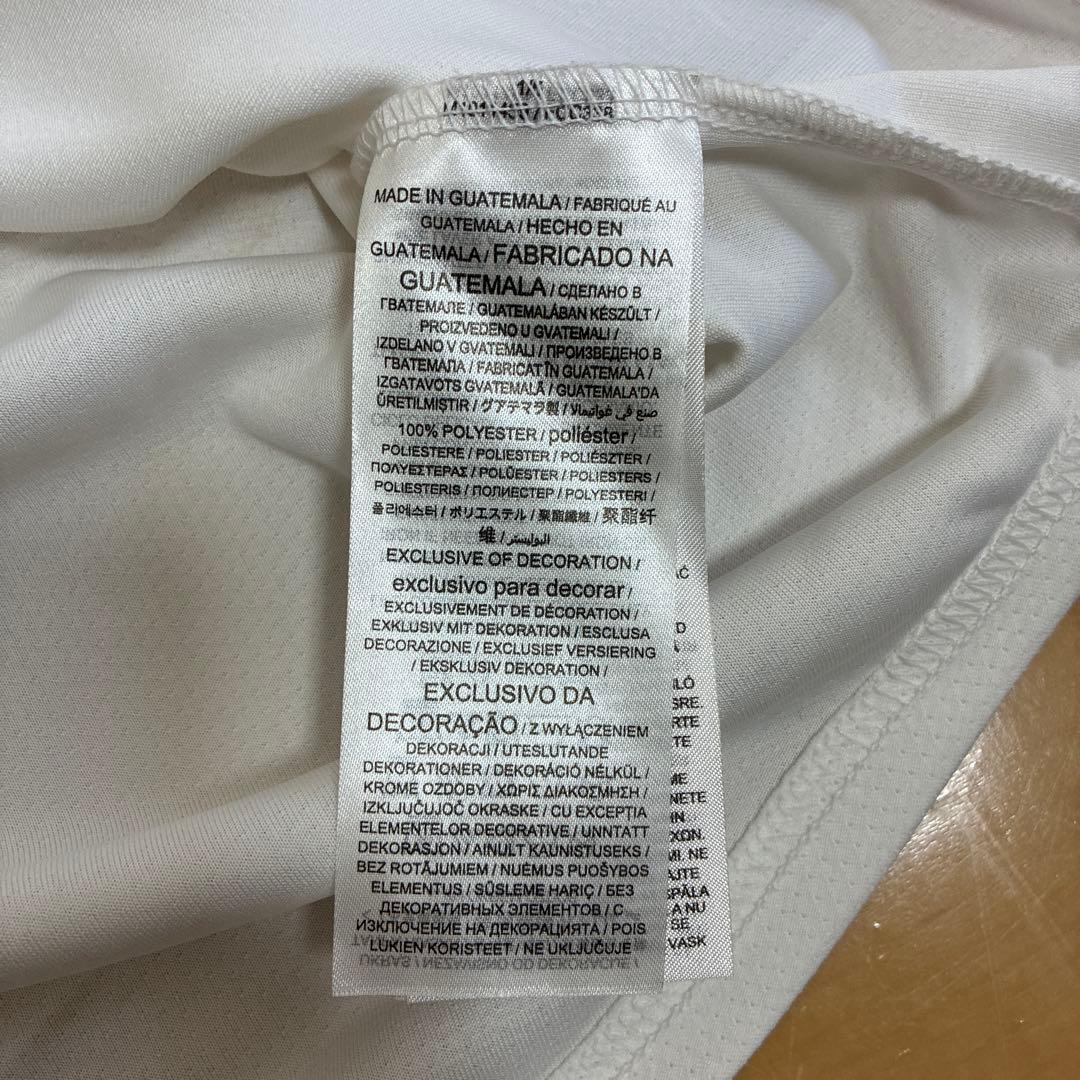 MADE IN GUATEMALA / FABRIQUÉ AU
GUATEMALA / HECHO EN
GUATEMALA / FABRICADO NA
GUATEMALA / СДЕЛАНО В
ГВАТЕМАЛЕ / GUATEMALÁBAN KÉSZÜLT /
PROIZVEDENO U GVATEMALI /
IZDELANO V GVATEMALI / ПРОИЗВЕДЕНО В
ГВАТЕМАЛА / FABRICAT ÎN GUATEMALA /
IZGATAVOTS GVATEMALĀ / GUATEMALA'DA
ÜRETİLMİŞTİR / グアテマラ製 / صنع في غواتيمالا
100% POLYESTER / poliéster /
POLIESTERE / POLIESTER / POLIÉSZTER /
ΠΟΛΥΕΣΤΕΡΑΣ / POLÜESTER / POLIESTERS /
POLIESTERIS / ПОЛИЕСТЕР / POLYESTERI /
폴리에스터 / ポリエステル / 聚酯纖維 / 聚酯纤
维 / البوليستر
EXCLUSIVE OF DECORATION /
exclusivo para decorar /
EXCLUSIVEMENT DE DÉCORATION /
EXKLUSIV MIT DEKORATION / ESCLUSA
DECORAZIONE / EXCLUSIEF VERSIERING
/ EKSKLUSIV DEKORATION /
EXCLUSIVO DA
DECORAÇÃO / Z WYŁĄCZENIEM
DEKORACJI / UTESLUTANDE
DEKORATIONER / DEKORÁCIÓ NÉLKÜL /
KROMĚ OZDOBY / ΧΩΡΙΣ ΔΙΑΚΟΣΜΗΣΗ /
IZKLJUČUJOČ OKRASKE / CU EXCEPȚIA
ELEMENTELOR DECORATIVE / UNNTATT
DEKORASJON / AINULT KAUNISTUSEKS /
BEZ ROTĀJUMIEM / NUĖMUS PUOŠYBOS
ELEMENTUS / SÜSLEME HARİÇ / БЕЗ
ДЕКОРАТИВНЫХ ЭЛЕМЕНТОВ / С
ИЗКЛЮЧЕНИЕ НА ДЕКОРАЦИЯТА / POIS
LUKIEN KORISTEET / NE UKLJUČUJE